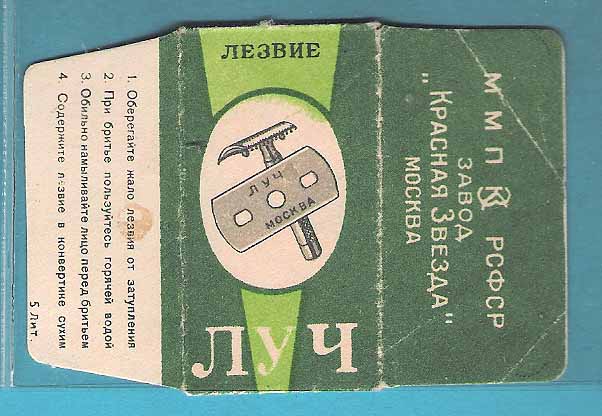 1. Оберегайте жало лезвия от затупления
2. При бритье пользуйтесь горячей водой
3. Обильно намыливайте лицо перед бритьем
4. Содержите лезвие в конвертике сухим
5 Лит.
ЛЕЗВИЕ
ЛУЧ
МОСКВА
ЛУЧ
ММП РСФСР
ЗАВОД
"КРАСНАЯ ЗВЕЗДА"
МОСКВА